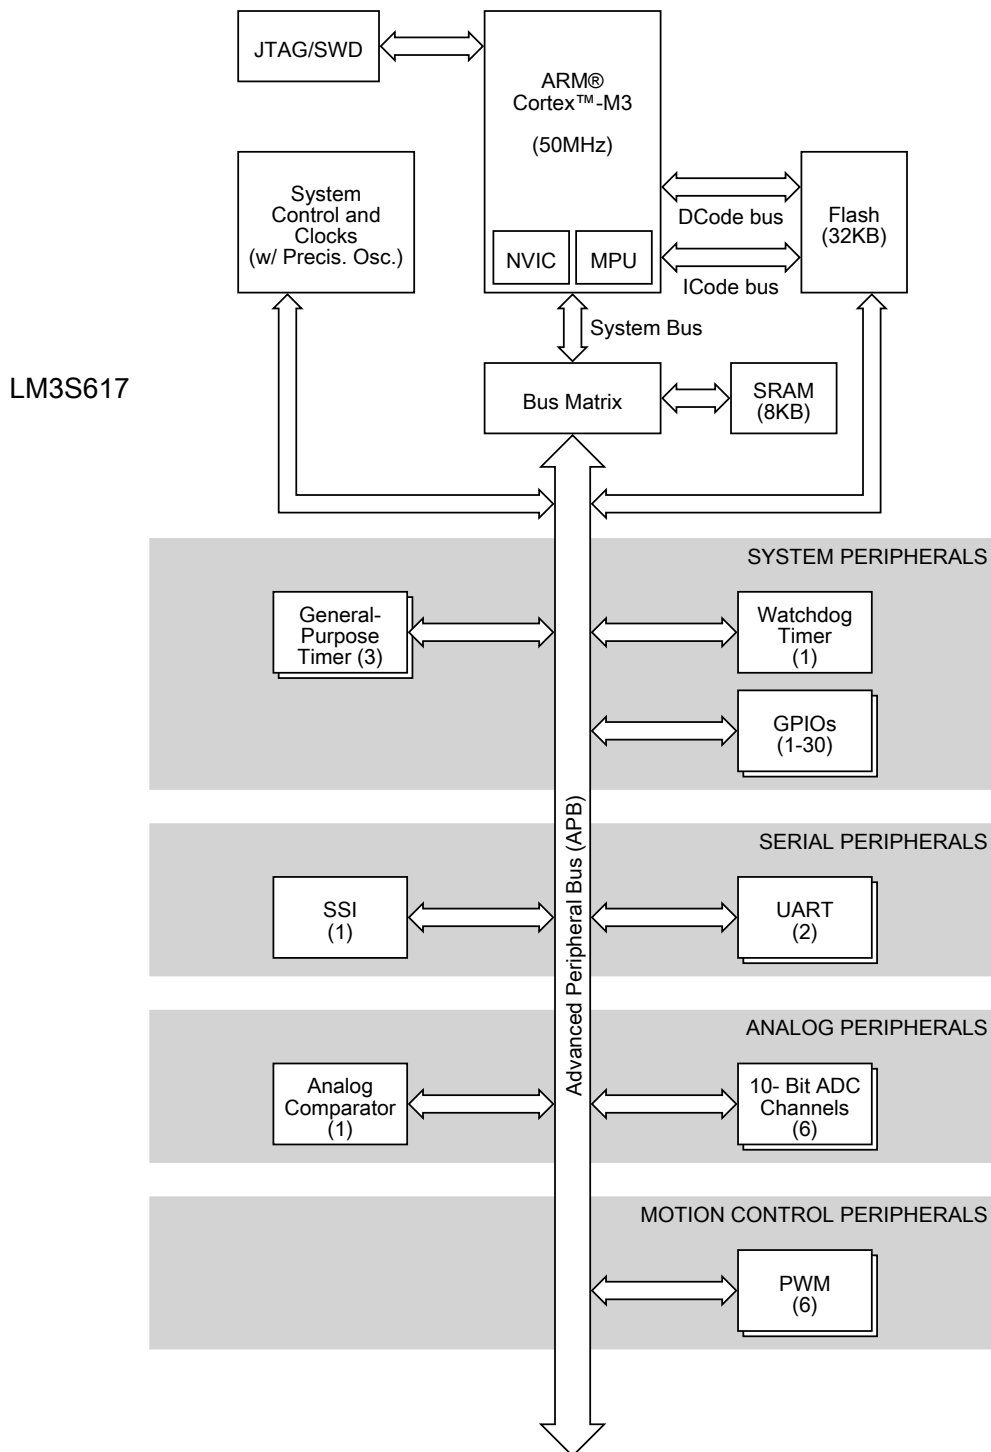 JTAG/SWD
ARM®
Cortex™-M3
(50MHz)
System
Control and
Clocks
(w/ Precis. Osc.)
DCode bus
Flash
(32KB)
NVIC
MPU
ICode bus
System Bus
LM3S617
Bus Matrix
SRAM
(8KB)
SYSTEM PERIPHERALS
General-
Purpose
Timer (3)
Watchdog
Timer
(1)
GPIOs
(1-30)
Advanced Peripheral Bus (APB)
SERIAL PERIPHERALS
SSI
(1)
UART
(2)
ANALOG PERIPHERALS
Analog
Comparator
(1)
10- Bit ADC
Channels
(6)
MOTION CONTROL PERIPHERALS
PWM
(6)